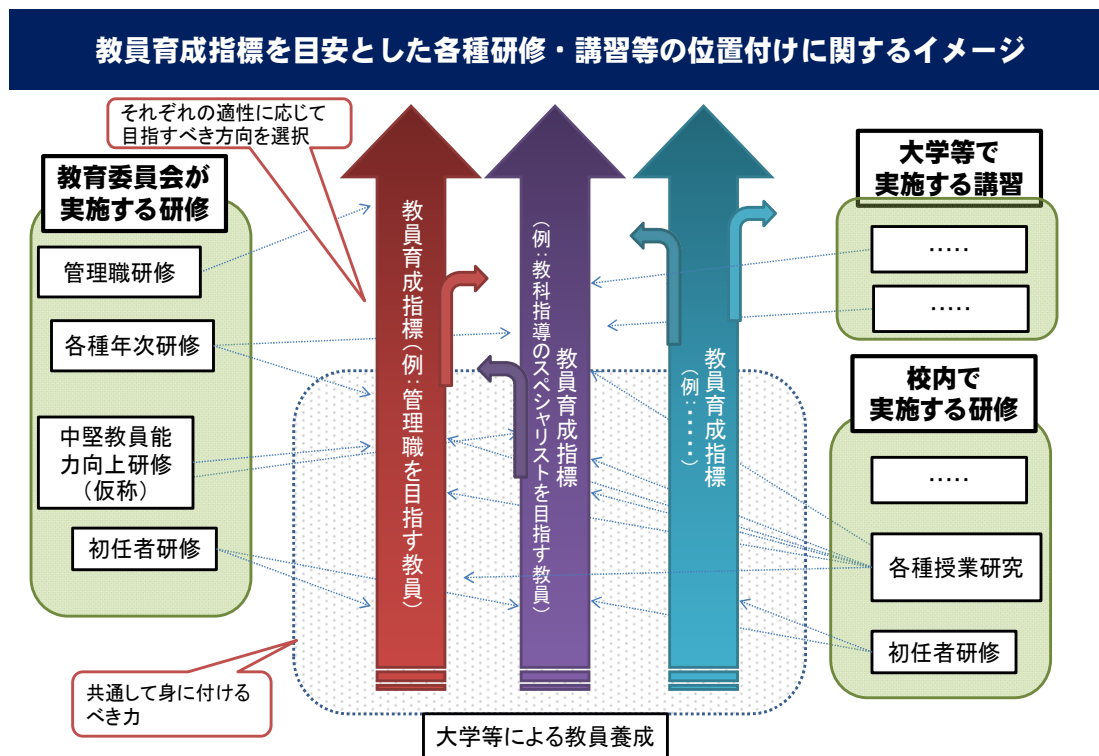 教員育成指標を目安とした各種研修・講習等の位置付けに関するイメージ
それぞれの適性に応じて
目指すべき方向を選択
教育委員会が
実施する研修
管理職研修
各種年次研修
中堅教員能
力向上研修
（仮称）
初任者研修
共通して身に付ける
べき力
教員育成指標（例：管理職を目指す教員）
教員育成指標
（例：教科指導のスペシャリストを目指す教員）
教員育成指標
（例：・・・・・）
大学等で
実施する講習
・・・・・
・・・・・
校内で
実施する研修
・・・・・
各種授業研究
初任者研修
大学等による教員養成